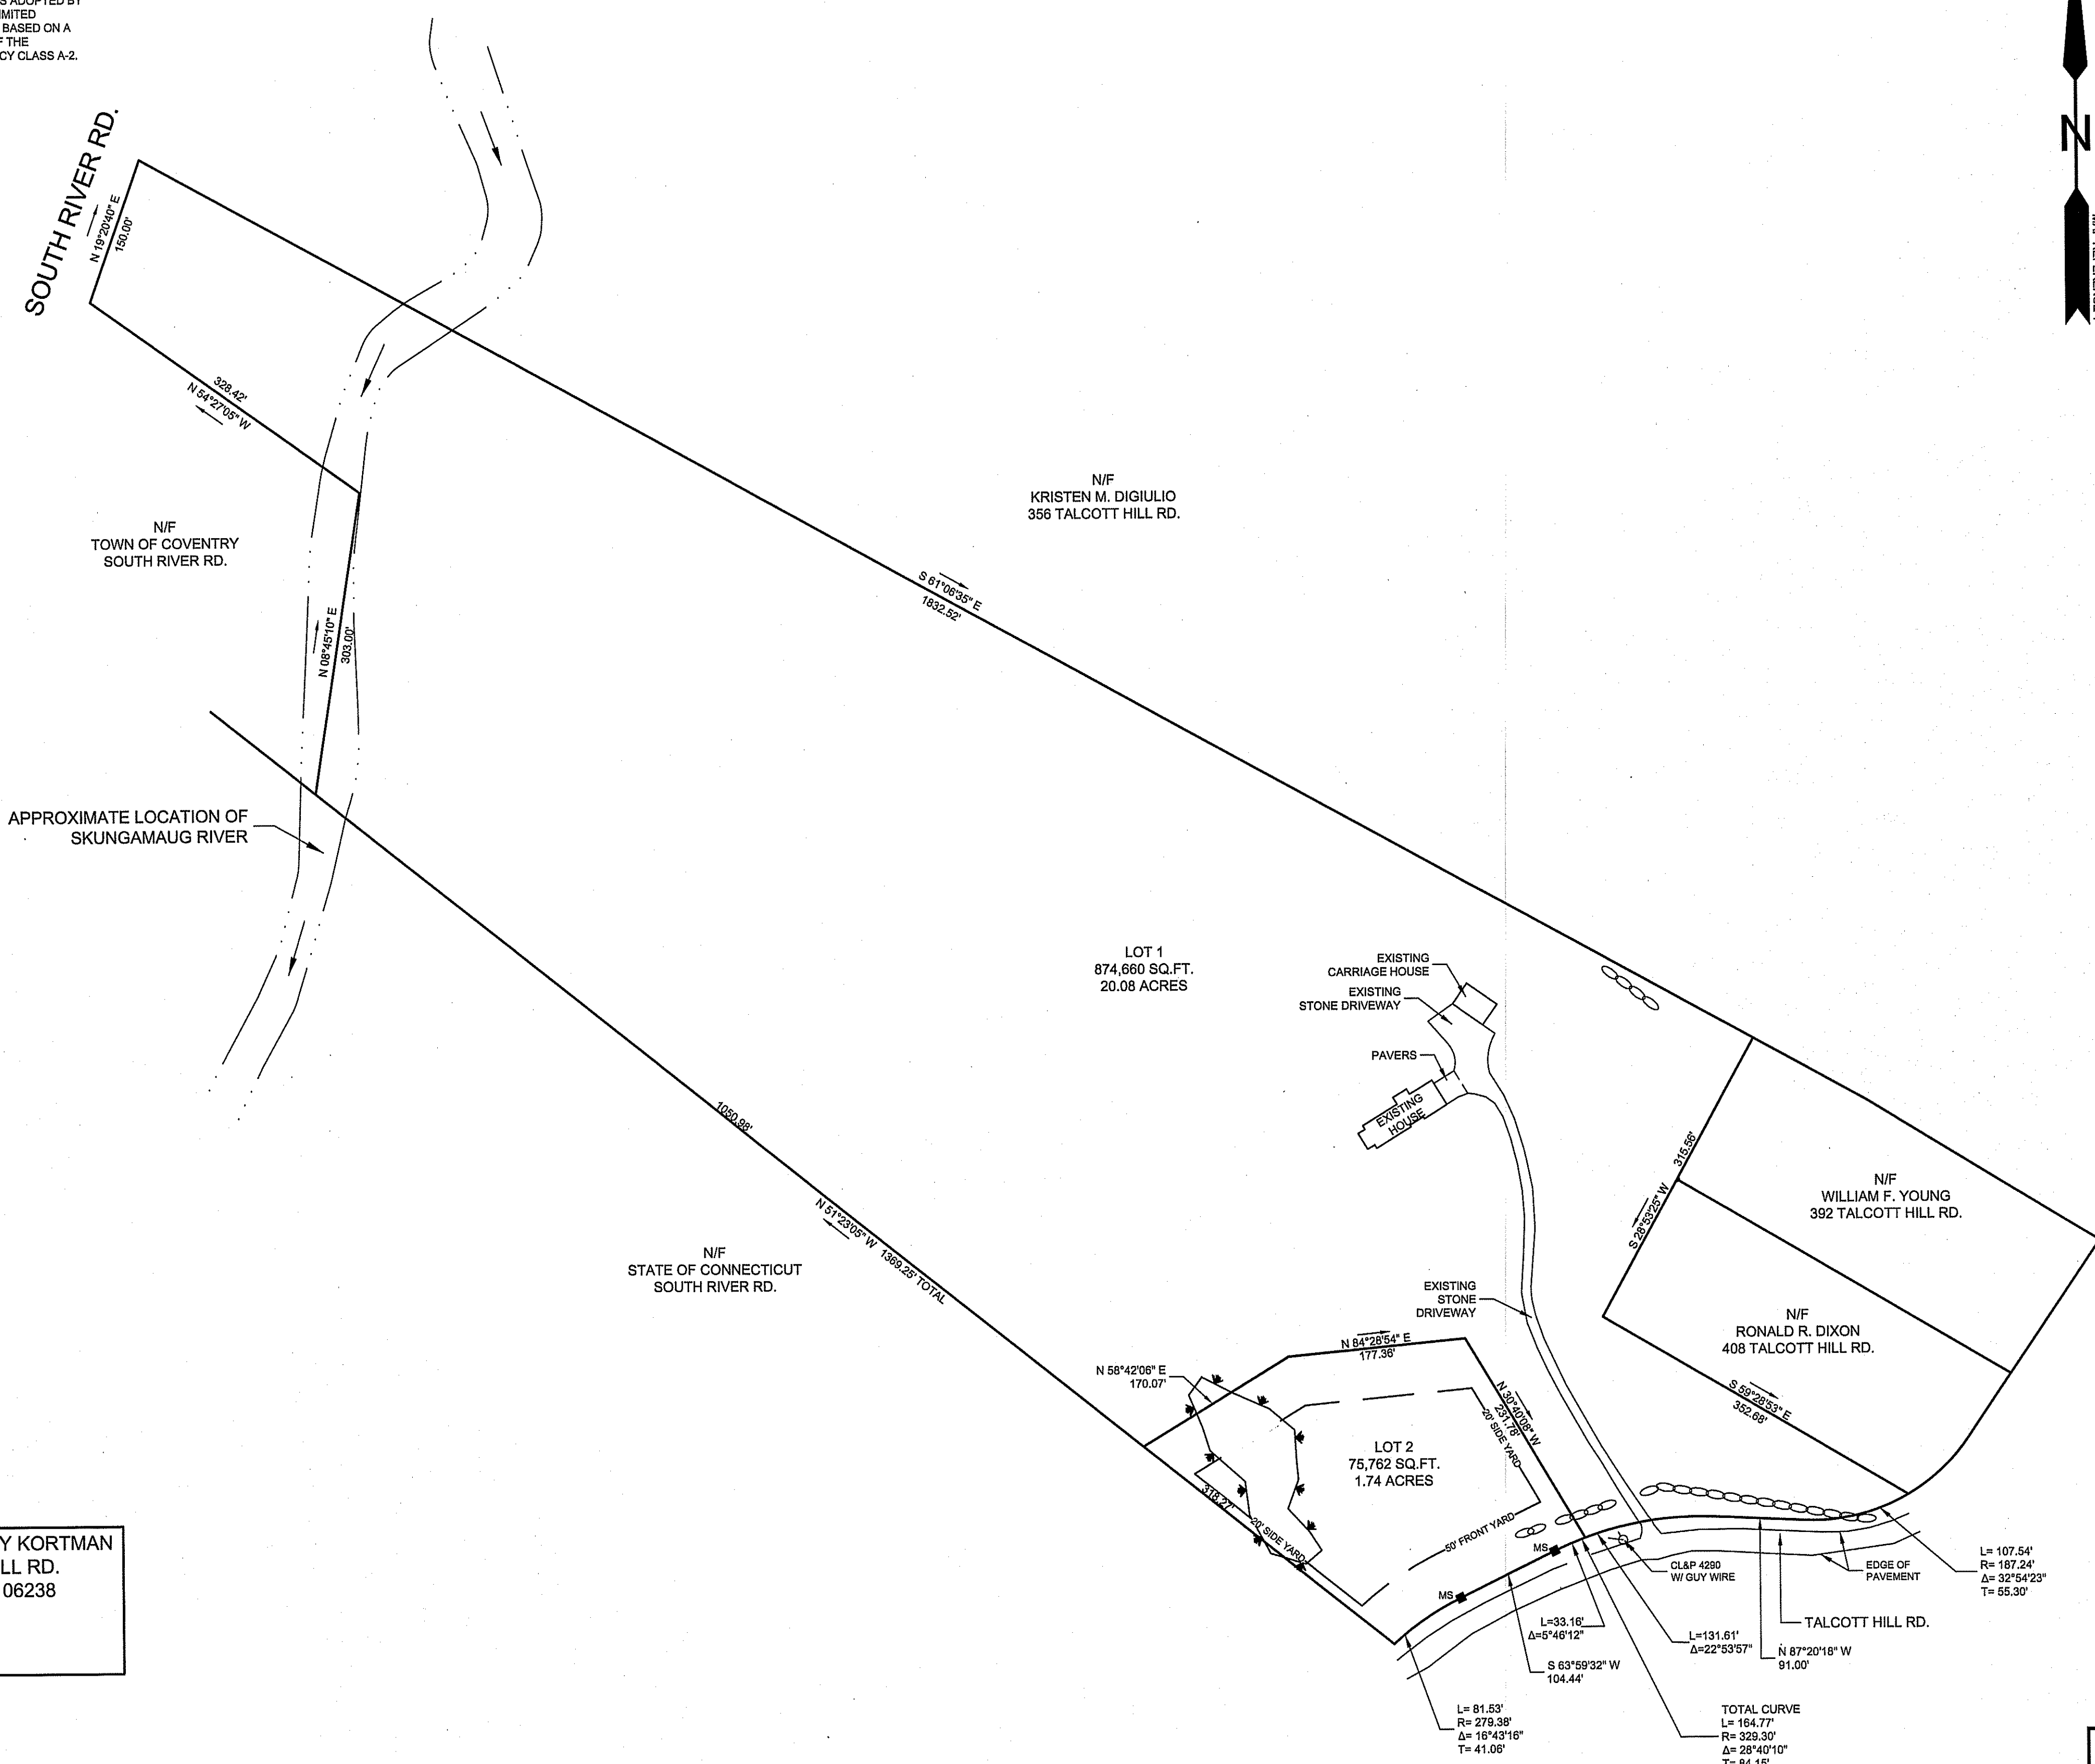 S ADOPTED BY
IMITED
BASED ON A
F THE
CY CLASS A-2.
SOUTH RIVER RD.
N
N 19°20'40" E
150.00'
328.42'
N 54°27'05" W
N/F
KRISTEN M. DIGIULIO
356 TALCOTT HILL RD.
N/F
TOWN OF COVENTRY
SOUTH RIVER RD.
S 61°06'35" E
1832.52'
N 08°45'10" E
303.00'
APPROXIMATE LOCATION OF
SKUNGAMAUG RIVER
LOT 1
874,660 SQ.FT.
20.08 ACRES
EXISTING
CARRIAGE HOUSE
EXISTING
STONE DRIVEWAY
PAVERS
EXISTING
HOUSE
1050.98'
315.56'
S 28°53'25" W
N/F
WILLIAM F. YOUNG
392 TALCOTT HILL RD.
N 51°23'05" W 1369.25' TOTAL
N/F
STATE OF CONNECTICUT
SOUTH RIVER RD.
EXISTING
STONE
DRIVEWAY
N/F
RONALD R. DIXON
408 TALCOTT HILL RD.
N 84°28'54" E
177.36'
N 58°42'06" E
170.07'
N 30°40'08" W
231.78'
20' SIDE YARD
S 59°28'53" E
352.68'
LOT 2
75,762 SQ.FT.
1.74 ACRES
318.27'
20' SIDE YARD
50' FRONT YARD
MS
MS
CL&P 4290
W/ GUY WIRE
EDGE OF
PAVEMENT
L= 107.54'
R= 187.24'
Δ= 32°54'23"
T= 55.30'
Y KORTMAN
LL RD.
06238
L=33.16'
Δ=5°46'12"
TALCOTT HILL RD.
L=131.61'
Δ=22°53'57"
N 87°20'18" W
91.00'
S 63°59'32" W
104.44'
L= 81.53'
R= 279.38'
Δ= 16°43'16"
T= 41.06'
TOTAL CURVE
L= 164.77'
R= 329.30'
Δ= 28°40'10"
T= 84.15'